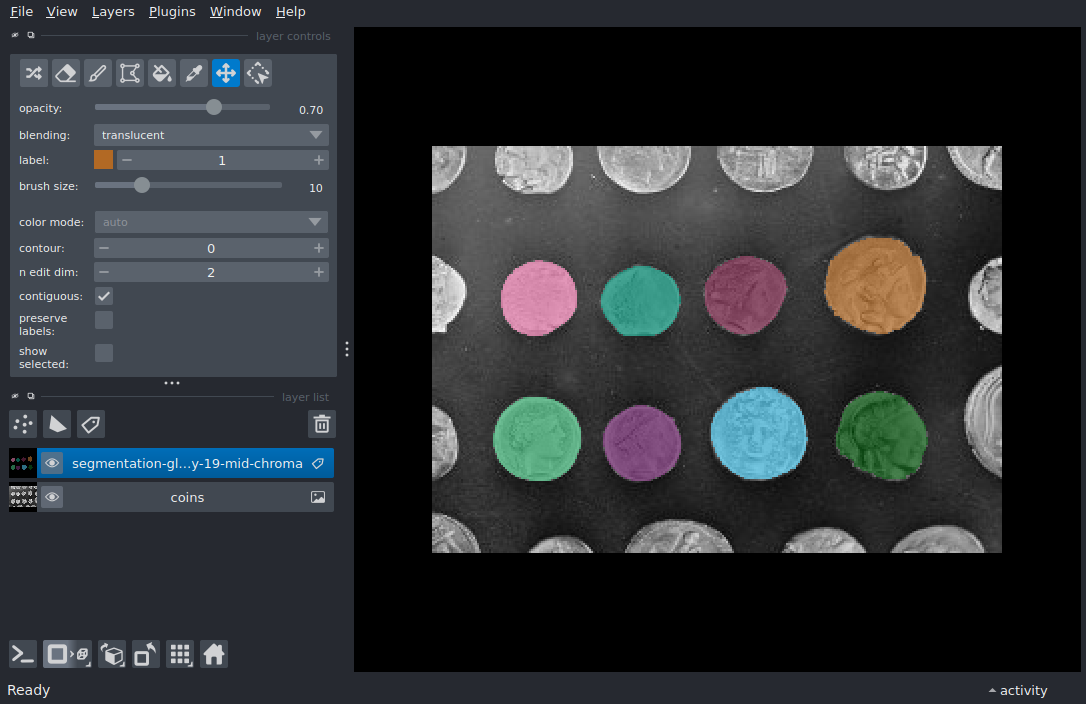 File View Layers Plugins Window Help
layer controls
opacity: 0.70
blending: translucent
label: 1
brush size: 10
color mode: auto
contour: 0
n edit dim: 2
contiguous:
preserve
labels:
show
selected:
layer list
segmentation-gl...y-19-mid-chroma
coins
Ready
activity